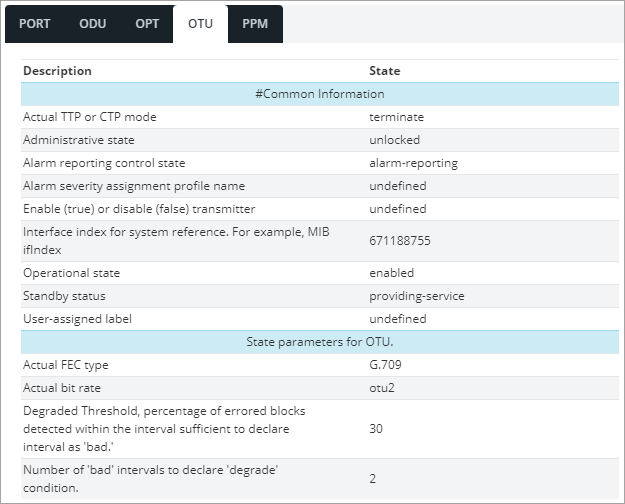 PORT ODU OPT OTU PPM
Description State
#Common Information
Actual TTP or CTP mode terminate
Administrative state unlocked
Alarm reporting control state alarm-reporting
Alarm severity assignment profile name undefined
Enable (true) or disable (false) transmitter undefined
Interface index for system reference. For example, MIB
ifIndex 671188755
Operational state enabled
Standby status providing-service
User-assigned label undefined
State parameters for OTU.
Actual FEC type G.709
Actual bit rate otu2
Degraded Threshold, percentage of errored blocks
detected within the interval sufficient to declare 30
interval as 'bad.'
Number of 'bad' intervals to declare 'degrade'
condition. 2